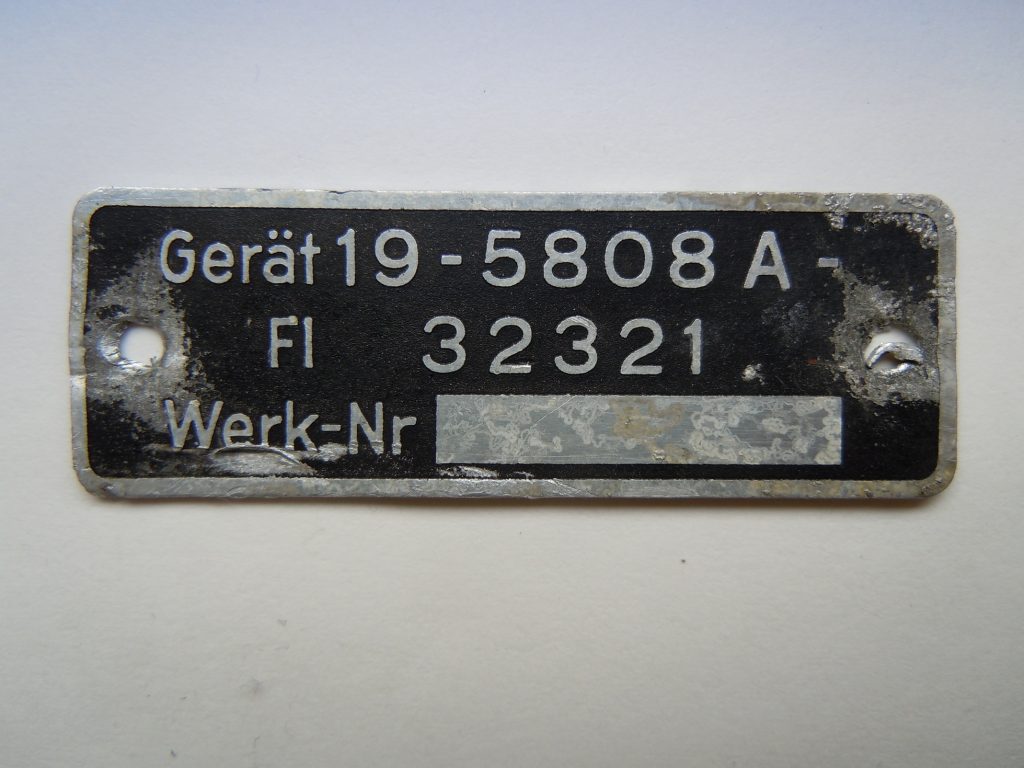 Gerät 19-5808 A-
Fl 32321
Werk-Nr